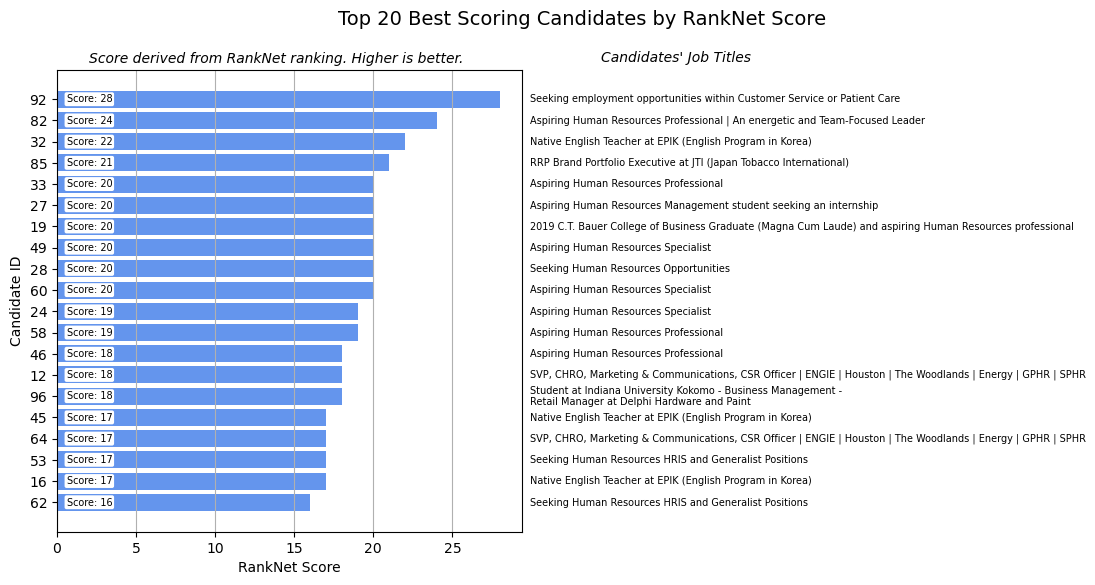 Top 20 Best Scoring Candidates by RankNet Score
Score derived from RankNet ranking. Higher is better.
Candidates' Job Titles
Candidate ID
92 Score: 28 Seeking employment opportunities within Customer Service or Patient Care
82 Score: 24 Aspiring Human Resources Professional | An energetic and Team-Focused Leader
32 Score: 22 Native English Teacher at EPIK (English Program in Korea)
85 Score: 21 RRP Brand Portfolio Executive at JTI (Japan Tobacco International)
33 Score: 20 Aspiring Human Resources Professional
27 Score: 20 Aspiring Human Resources Management student seeking an internship
19 Score: 20 2019 C.T. Bauer College of Business Graduate (Magna Cum Laude) and aspiring Human Resources professional
49 Score: 20 Aspiring Human Resources Specialist
28 Score: 20 Seeking Human Resources Opportunities
60 Score: 20 Aspiring Human Resources Specialist
24 Score: 19 Aspiring Human Resources Specialist
58 Score: 19 Aspiring Human Resources Professional
46 Score: 18 Aspiring Human Resources Professional
12 Score: 18 SVP, CHRO, Marketing & Communications, CSR Officer | ENGIE | Houston | The Woodlands | Energy | GPHR | SPHR
96 Score: 18 Student at Indiana University Kokomo - Business Management -
Retail Manager at Delphi Hardware and Paint
45 Score: 17 Native English Teacher at EPIK (English Program in Korea)
64 Score: 17 SVP, CHRO, Marketing & Communications, CSR Officer | ENGIE | Houston | The Woodlands | Energy | GPHR | SPHR
53 Score: 17 Seeking Human Resources HRIS and Generalist Positions
16 Score: 17 Native English Teacher at EPIK (English Program in Korea)
62 Score: 16 Seeking Human Resources HRIS and Generalist Positions
0 5 10 15 20 25
RankNet Score